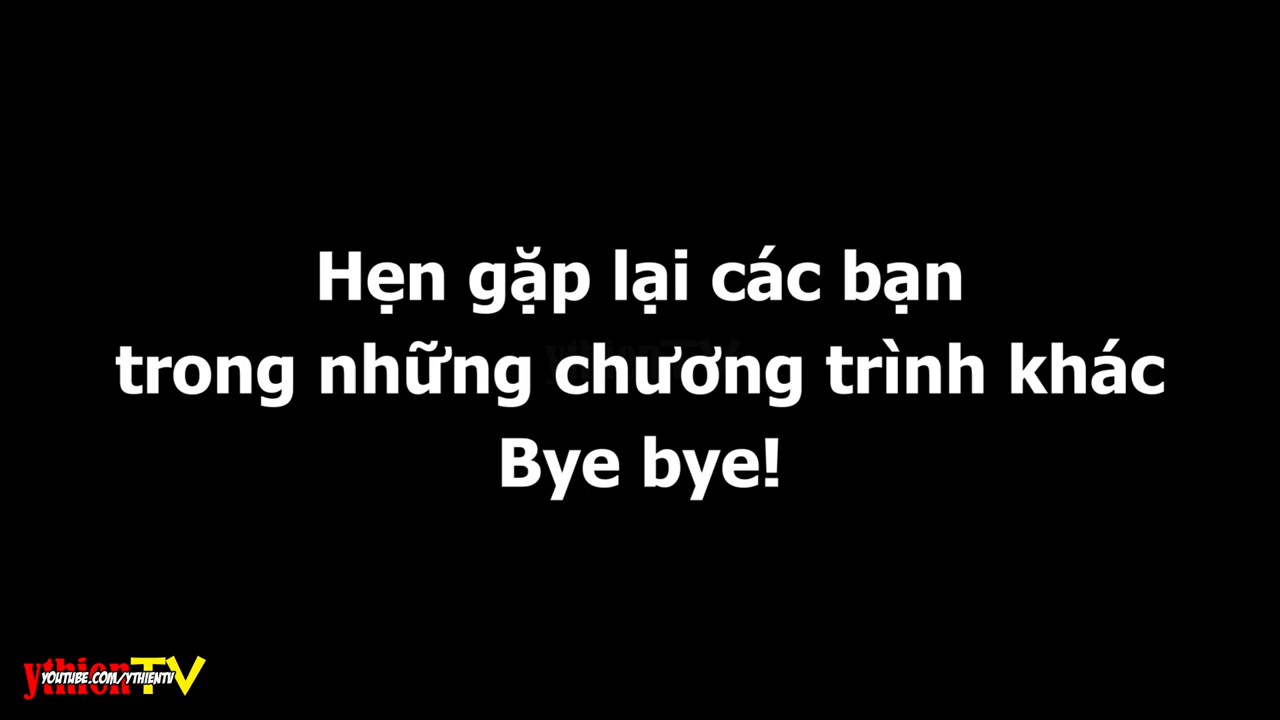 Hẹn gặp lại các bạn
trong những chương trình khác
Bye bye!
ythienTV
YOUTUBE.COM/YTHIENTV